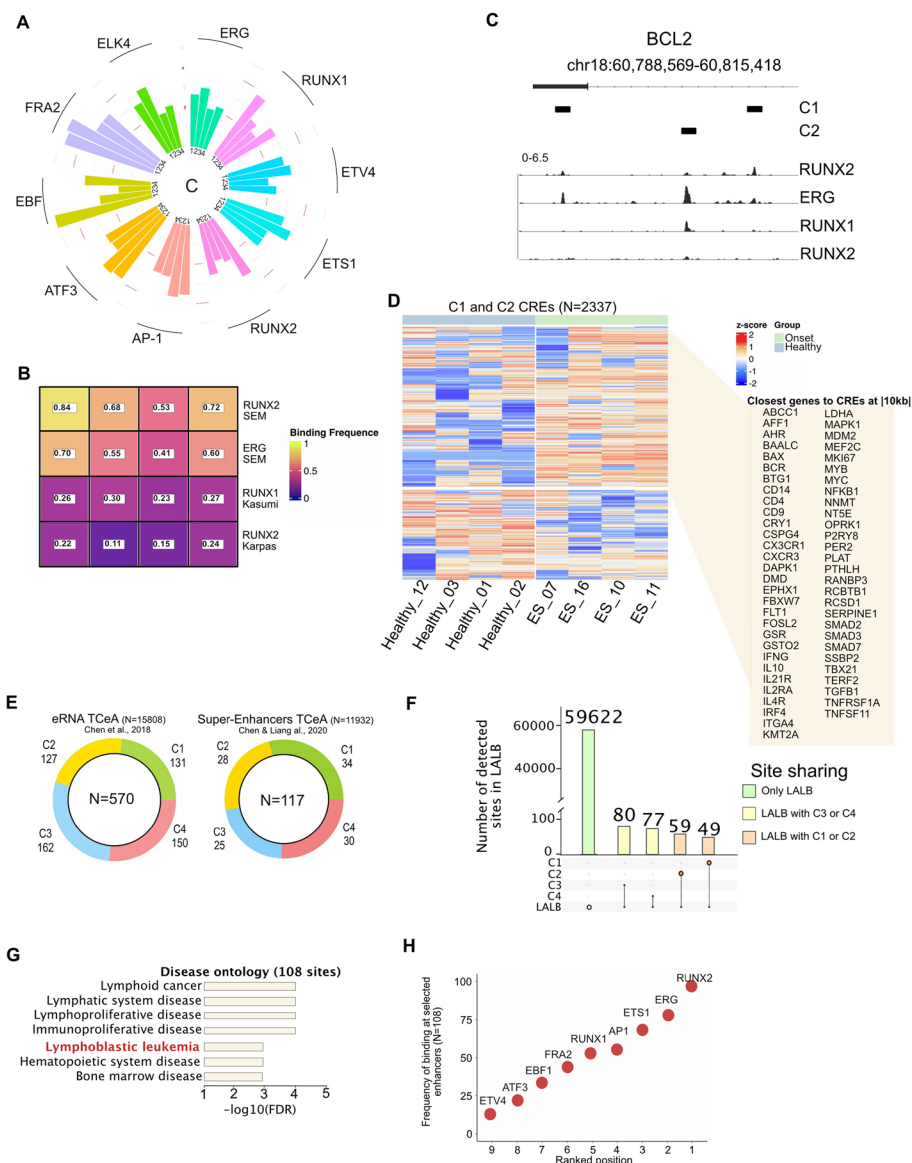 A
ELK4
ERG
RUNX1
FRA2
ETV4
EBF
C
1234
1234
1234
1234
1234
1234
1234
1234
1234
1234
ETS1
ATF3
AP-1
RUNX2
B
0.84 0.68 0.53 0.72
RUNX2
SEM
0.70 0.55 0.41 0.60
ERG
SEM
0.26 0.30 0.23 0.27
RUNX1
Kasumi
0.22 0.11 0.15 0.24
RUNX2
Karpas
Binding Frequence
1
0.5
0
C
BCL2
chr18:60,788,569-60,815,418
C1
C2
0-6.5
RUNX2
ERG
RUNX1
RUNX2
D
C1 and C2 CREs (N=2337)
Healthy_12 Healthy_03 Healthy_01 Healthy_02 ES_07 ES_16 ES_10 ES_11
z-score
2
1
0
-1
-2
Group
Onset
Healthy
Closest genes to CREs at |10kb|
ABCC1
AFF1
AHR
BAALC
BAX
BCR
BTG1
CD14
CD4
CD9
CRY1
CSPG4
CX3CR1
CXCR3
DAPK1
DMD
EPHX1
FBXW7
FLT1
FOSL2
GSR
GSTO2
IFNG
IL10
IL21R
IL2RA
IL4R
IRF4
ITGA4
KMT2A
LDHA
MAPK1
MDM2
MEF2C
MKI67
MYB
MYC
NFKB1
NNMT
NT5E
OPRK1
P2RY8
PER2
PLAT
PTHLH
RANBP3
RCBTB1
RCSD1
SERPINE1
SMAD2
SMAD3
SMAD7
SSBP2
TBX21
TERF2
TGFB1
TNFRSF1A
TNFSF11
E
eRNA TCeA (N=15808)
Chen et al., 2018
C2
127
C1
131
N=570
C3
162
C4
150
Super-Enhancers TCeA (N=11932)
Chen & Liang al., 2020
C2
28
C1
34
N=117
C3
25
C4
30
F
Number of detected
sites in LALB
60000
40000
100
0
59622
80
77
59
49
C1
C2
C3
C4
LALB
Site sharing
Only LALB
LALB with C3 or C4
LALB with C1 or C2
G
Disease ontology (108 sites)
Lymphoid cancer
Lymphatic system disease
Lymphoproliferative disease
Immunoproliferative disease
Lymphoblastic leukemia
Hematopoietic system disease
Bone marrow disease
1 2 3 4 5
-log10(FDR)
H
Frequency of binding at selected
enhancers (N=108)
100
75
50
25
0
RUNX2
ERG
ETS1
AP1
RUNX1
FRA2
EBF1
ATF3
ETV4
9 8 7 6 5 4 3 2 1
Ranked position